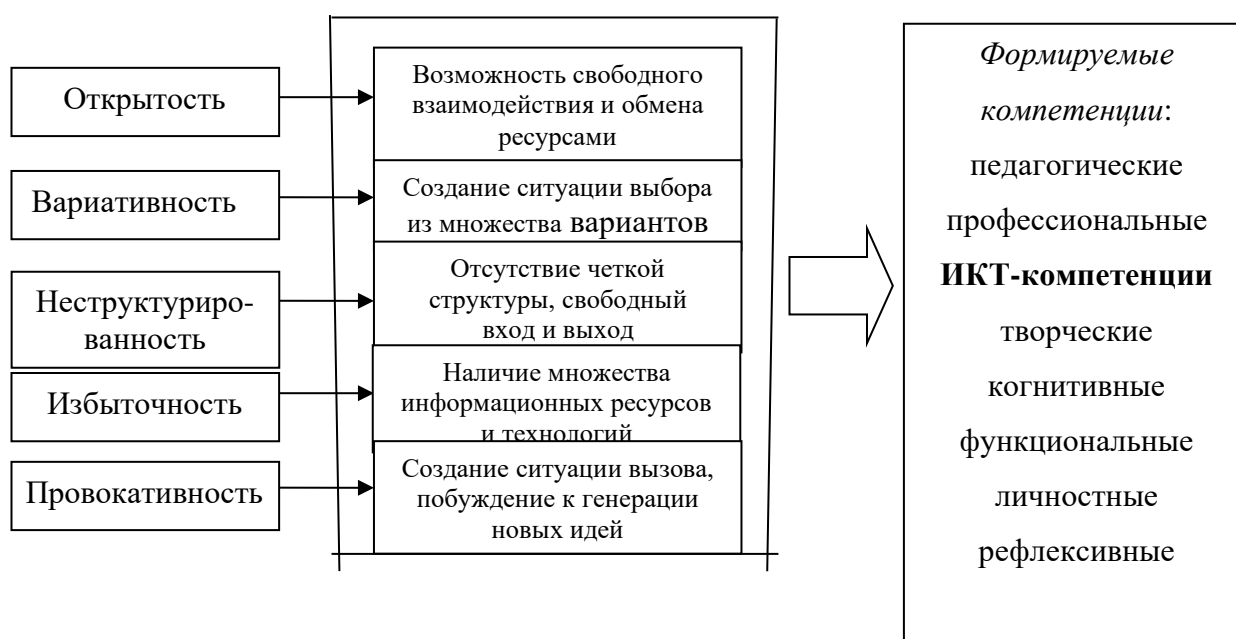 Открытость
Возможность свободного
взаимодействия и обмена
ресурсами
Вариативность
Создание ситуации выбора
из множества вариантов
Неструктуриро-
ванность
Отсутствие четкой
структуры, свободный
вход и выход
Избыточность
Наличие множества
информационных ресурсов
и технологий
Провокативность
Создание ситуации вызова,
побуждение к генерации
новых идей
Формируемые
компетенции:
педагогические
профессиональные
ИКТ-компетенции
творческие
когнитивные
функциональные
личностные
рефлексивные